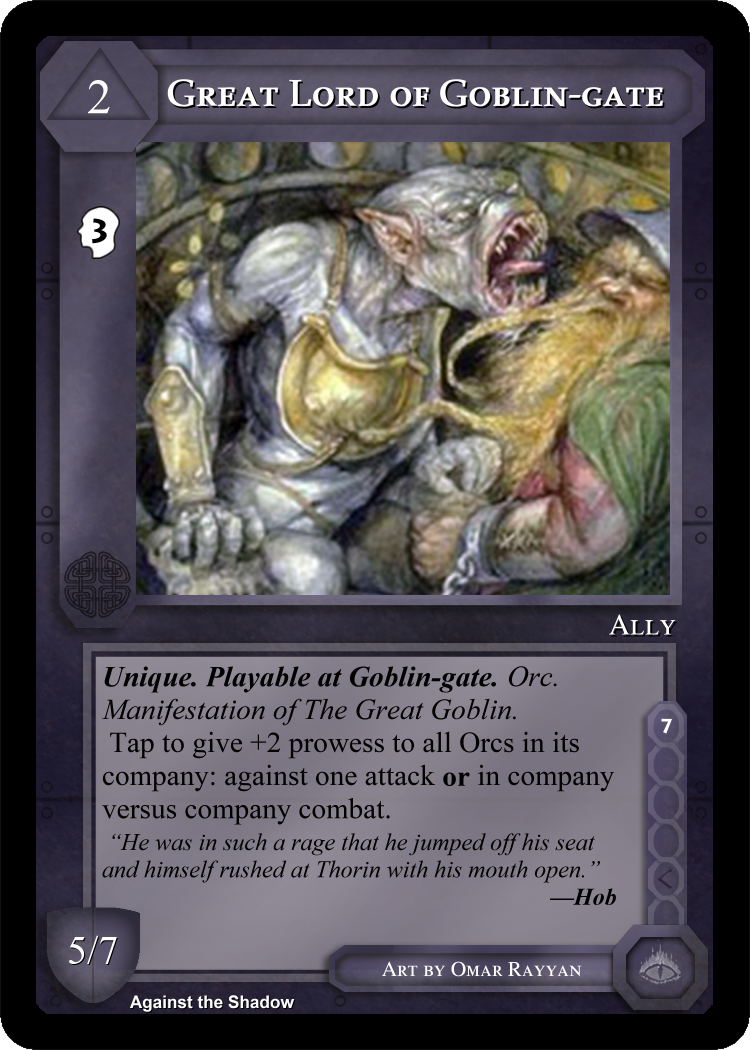 2
Great Lord of Goblin-gate
3
Ally
Unique. Playable at Goblin-gate. Orc.
Manifestation of The Great Goblin.
Tap to give +2 prowess to all Orcs in its
company: against one attack or in company
versus company combat.
“He was in such a rage that he jumped off his seat
and himself rushed at Thorin with his mouth open.”
—Hob
7
5/7
Art by Omar Rayyan
Against the Shadow